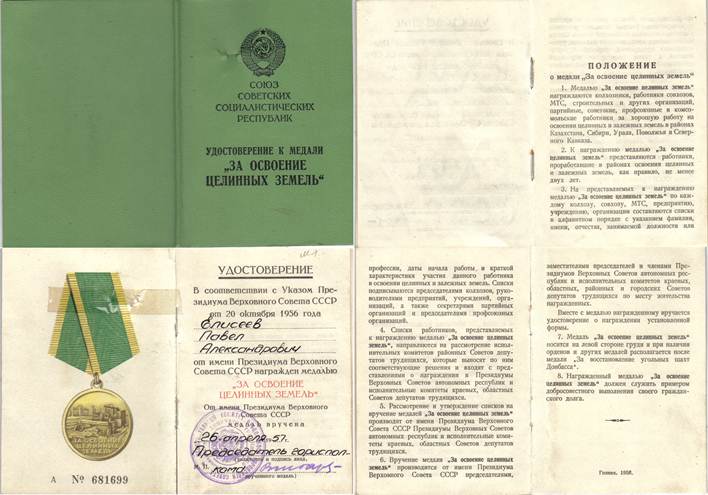 СОЮЗ
СОВЕТСКИХ
СОЦИАЛИСТИЧЕСКИХ
РЕСПУБЛИК
УДОСТОВЕРЕНИЕ К МЕДАЛИ
„ЗА ОСВОЕНИЕ
ЦЕЛИННЫХ ЗЕМЕЛЬ“
ПОЛОЖЕНИЕ
о медали „За освоение целинных земель“
1. Медалью „За освоение целинных земель“
награждаются колхозники, работники совхозов,
МТС, строительных и других организаций,
партийные, советские, профсоюзные и комсо-
мольские работники за хорошую работу на
освоении целинных и залежных земель в районах
Казахстана, Сибири, Урала, Поволжья и Север-
ного Кавказа.
2. К награждению медалью „За освоение
целинных земель“ представляются работники,
проработавшие в районах освоения целинных
и залежных земель, как правило, не менее
двух лет.
3. На представляемых к награждению
медалью „За освоение целинных земель“ по каж-
дому колхозу, совхозу, МТС, предприятию,
учреждению, организации составляются списки
в алфавитном порядке с указанием фамилии,
имени, отчества, занимаемой должности или
ЗА ОСВОЕНИЕ
ЦЕЛИННЫХ
ЗЕМЕЛЬ
А № 681699
УДОСТОВЕРЕНИЕ
В соответствии с Указом Пре-
зидиума Верховного Совета СССР
от 20 октября 1956 года
Елисеев
Павел
Александрович
от имени Президиума Верховного
Совета СССР награжден медалью
„ЗА ОСВОЕНИЕ
ЦЕЛИННЫХ ЗЕМЕЛЬ“
От имени Президиума Верховного
Совета СССР
медаль вручена
26 апреля 57 г.
Председатель гориспол-
кома
М. П.
профессии, даты начала работы, и краткой
характеристики участия данного работника
в освоении целинных и залежных земель. Списки
подписываются председателями колхозов, руко-
водителями предприятий, учреждений, органи-
заций, а также секретарями партийных
организаций и председателями профсоюзных
организаций.
4. Списки работников, представляемых
к награждению медалью „За освоение целинных зе-
мель“, направляются на рассмотрение испол-
нительных комитетов районных Советов депу-
татов трудящихся, которые выносят по ним
соответствующие решения и входят с пред-
ставлениями о награждении в Президиумы
Верховных Советов автономных республик и
исполнительные комитеты краевых, областных
Советов депутатов трудящихся.
5. Рассмотрение и утверждение списков на
вручение медалей „За освоение целинных земель“
производят от имени Президиума Верховного
Совета СССР Президиумы Верховных Советов
автономных республик и исполнительные коми-
теты краевых, областных Советов депутатов
трудящихся.
6. Вручение медали „За освоение целинных
земель“ производится от имени Президиума
Верховного Совета СССР председателями,
заместителями председателей и членами Пре-
зидиумов Верховных Советов автономных респуб-
лик и исполнительных комитетов краевых,
областных, районных и городских Советов
депутатов трудящихся по месту жительства
награжденных.
Вместе с медалью награжденному вручается
удостоверение о награждении установленной
формы.
7. Медаль „За освоение целинных земель“
носится на левой стороне груди и при наличии
орденов и других медалей располагается после
медали „За восстановление угольных шахт
Донбасса“.
8. Награжденный медалью „За освоение
целинных земель“ должен служить примером
добросовестного выполнения своего граждан-
ского долга.
Гознак, 1956.